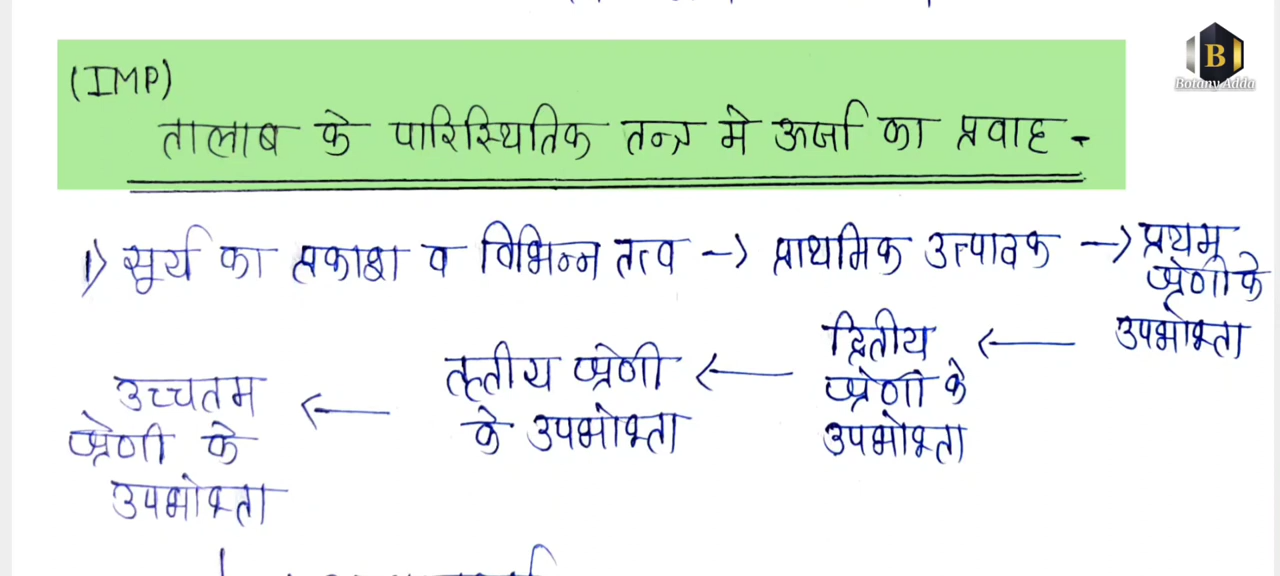 B
Botany Adda
(IMP)
तालाब के पारिस्थितिक तन्त्र मे ऊर्जा का प्रवाह -
1) सूर्य का प्रकाश व विभिन्न तत्व -> प्राथमिक उत्पादक -> प्रथम
श्रेणी के
उपभोक्ता
द्वितीय <-
श्रेणी के
उपभोक्ता
तृतीय श्रेणी <-
के उपभोक्ता
उच्चतम <-
श्रेणी के
उपभोक्ता